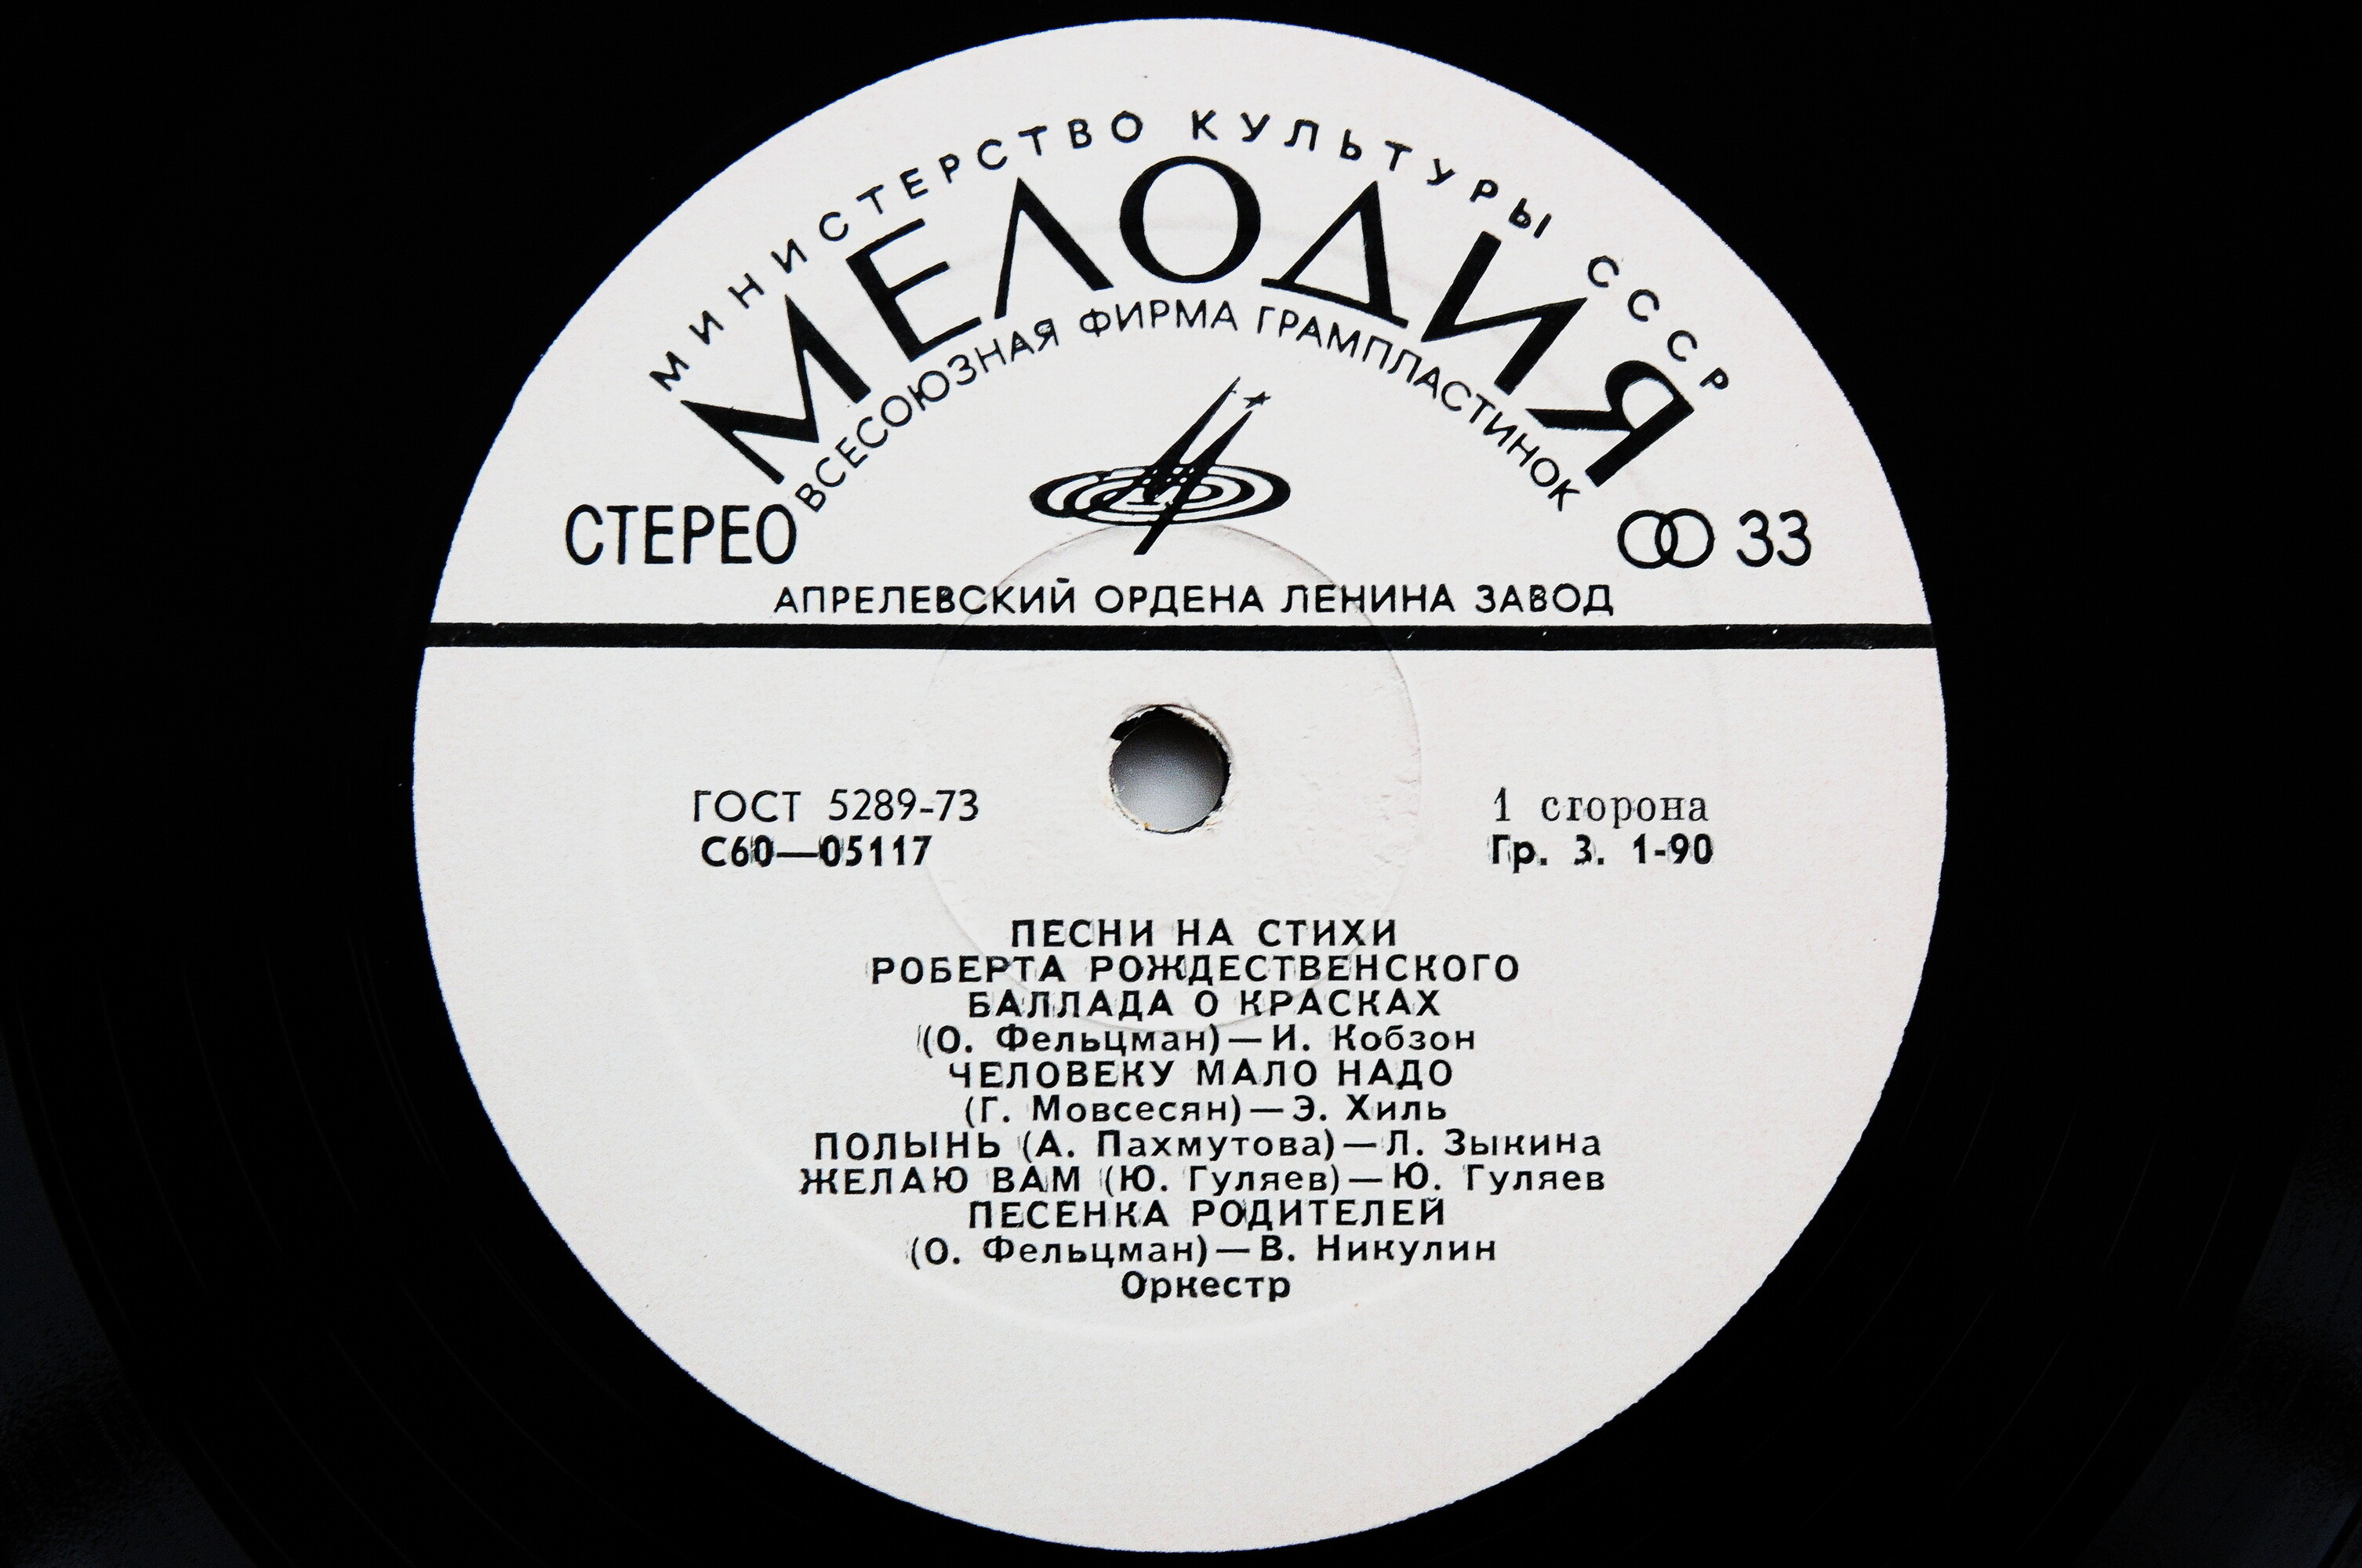 МИНИСТЕРСТВО КУЛЬТУРЫ СССР
МЕЛОДИЯ
ВСЕСОЮЗНАЯ ФИРМА ГРАМПЛАСТИНОК
СТЕРЕО
33
АПРЕЛЕВСКИЙ ОРДЕНА ЛЕНИНА ЗАВОД
ГОСТ 5289-73
1 сторона
С60—05117
Гр. 3. 1-90
ПЕСНИ НА СТИХИ
РОБЕРТА РОЖДЕСТВЕНСКОГО
БАЛЛАДА О КРАСКАХ
(О. Фельцман)—И. Кобзон
ЧЕЛОВЕКУ МАЛО НАДО
(Г. Мовсесян)—Э. Хиль
ПОЛЫНЬ (А. Пахмутова)—Л. Зыкина
ЖЕЛАЮ ВАМ (Ю. Гуляев)—Ю. Гуляев
ПЕСЕНКА РОДИТЕЛЕЙ
(О. Фельцман)—В. Никулин
Оркестр